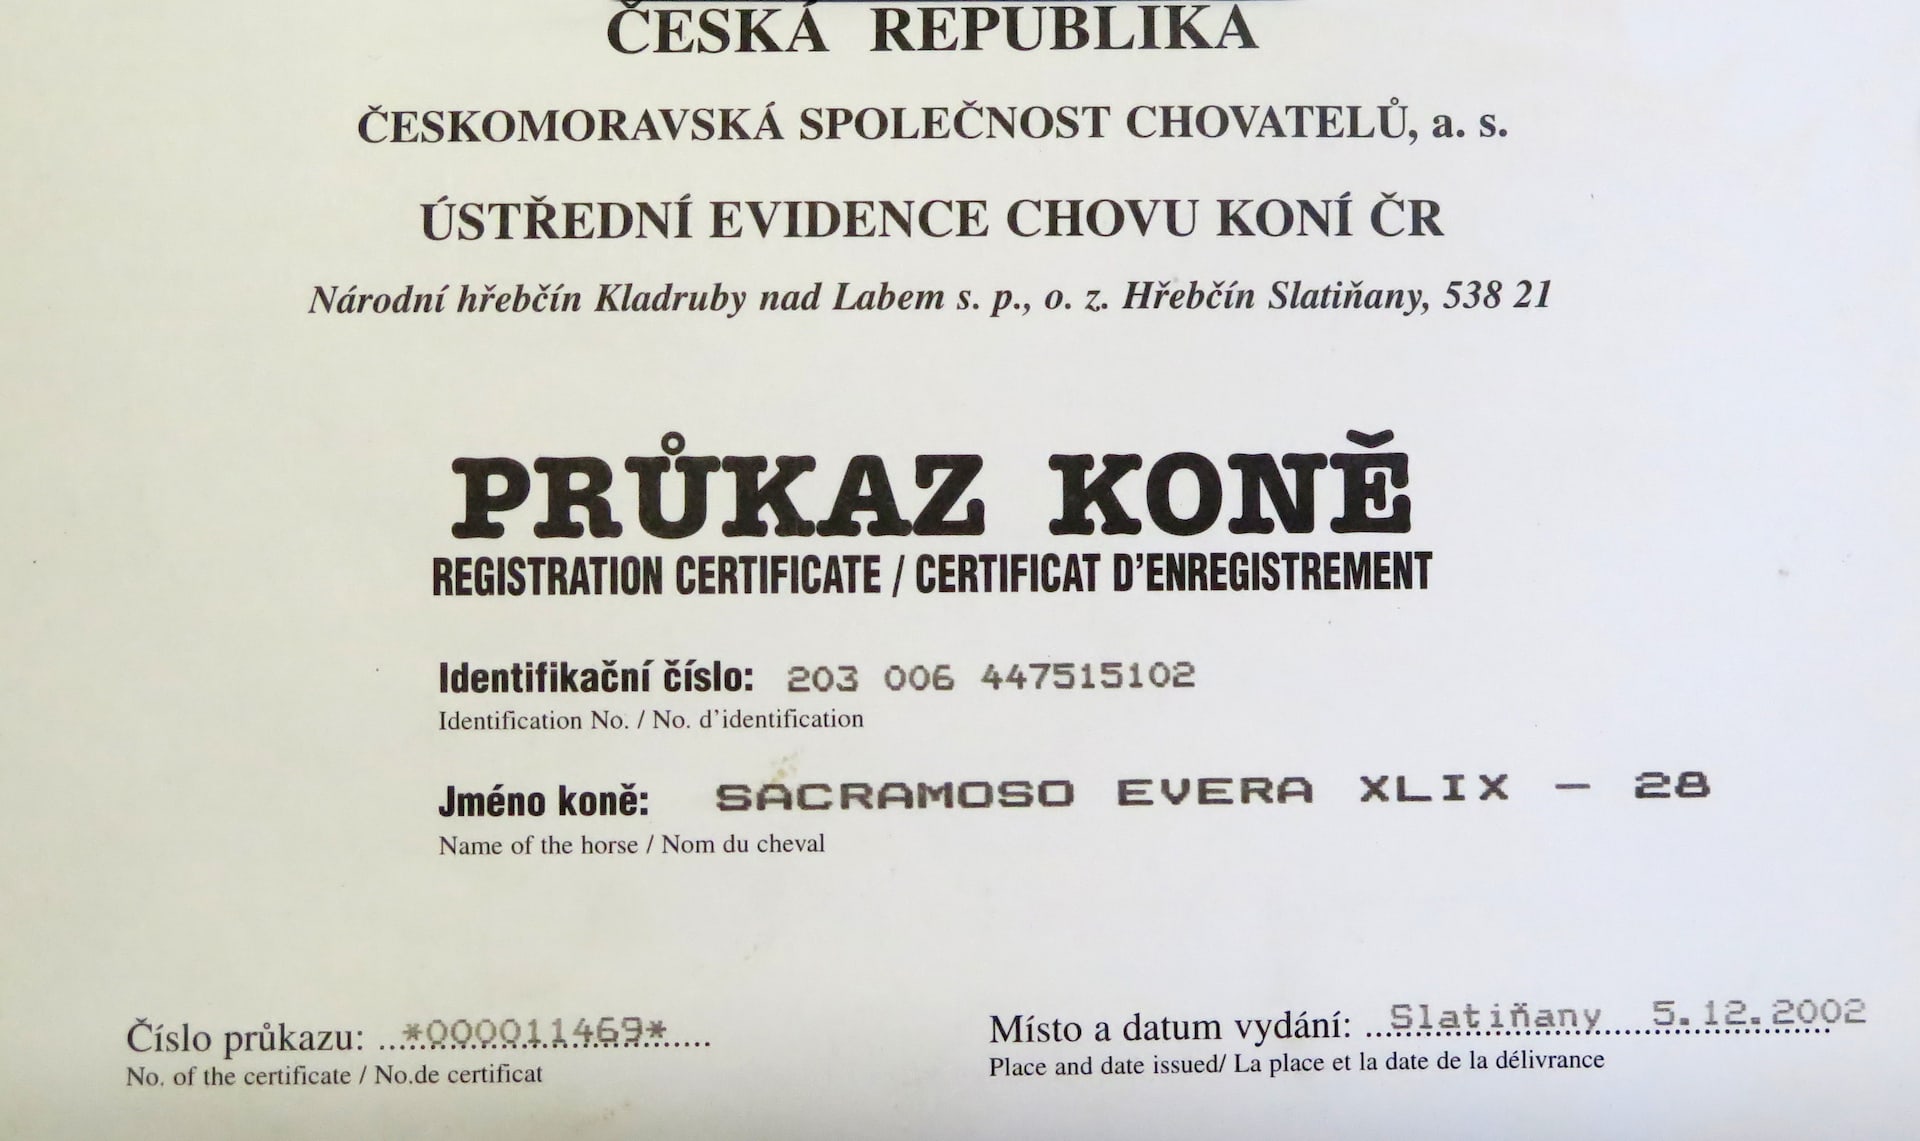 ČESKÁ REPUBLIKA
ČESKOMORAVSKÁ SPOLEČNOST CHOVATELŮ, a. s.
ÚSTŘEDNÍ EVIDENCE CHOVU KONÍ ČR
Národní hřebčín Kladruby nad Labem s. p., o. z. Hřebčín Slatiňany, 538 21
PRŮKAZ KONĚ
REGISTRATION CERTIFICATE / CERTIFICAT D'ENREGISTREMENT
Identifikační číslo: 203 006 447515102
Identification No. / No. d'identification
Jméno koně: SACRAMOSO EVERA XLIX - 28
Name of the horse / Nom du cheval
Číslo průkazu: *000011469*
No. of the certificate / No.de certificat
Místo a datum vydání: Slatiňany 5.12.2002
Place and date issued/ La place et la date de la délivrance